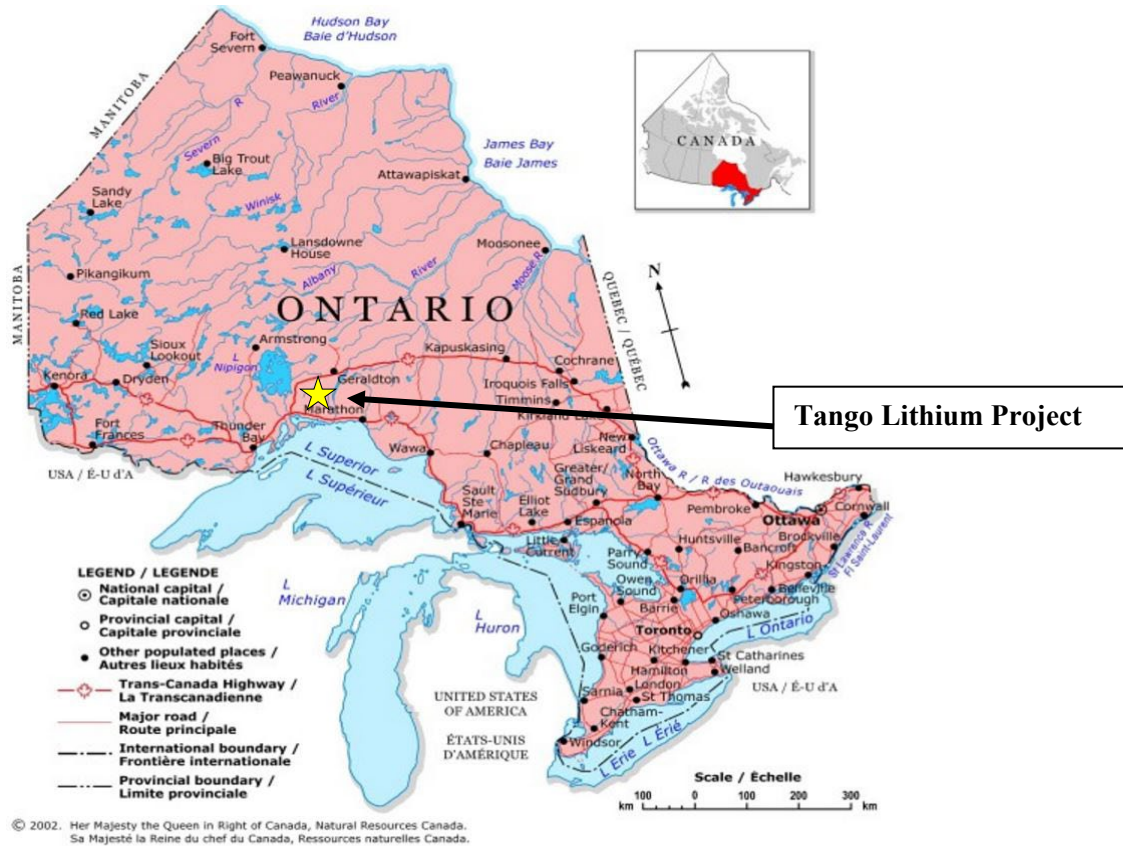 Hudson Bay
Baie d'Hudson
Fort
Severn
Peawanuck
MANITOBA
River
R
Severn
Big Trout
Lake
James Bay
Baie James
CANADA
Attawapiskat
Sandy
Lake
Winisk
Lansdowne
House
Moosonee
Albany
River
Moose R
Pikangikum
MANITOBA
N
QUEBEC / QUÉBEC
ONTARIO
Red Lake
Armstrong
Sioux
Lookout
L
Nipigon
Kapuskasing
Cochrane
Geraldton
Kenora
Dryden
Iroquois Falls
Timmins
Marathon
Kirkland Lake
Tango Lithium Project
Fort
Frances
Thunder
Bay
New
Liskeard
Wawa
Chapleau
USA / É-U d'A
L Superior
L Supérieur
Ottawa R / R des Outaouais
Greater/
Grand
Sudbury
North
Bay
Hawkesbury
Sault
Ste
Marie
Elliot
Lake
Espanola
Pembroke
Ottawa
Cornwall
Little
Current
Parry
Sound
Huntsville
Bancroft
Brockville
St Lawrence R
Fl Saint-Laurent
Kingston
Owen
Sound
Orillia
Belleville
Peterborough
L
Michigan
L
Huron
Port
Elgin
Barrie
Oshawa
Toronto
L Ontario
Goderich
Kitchener
St Catharines
Hamilton
Welland
USA / É-U d'A
London
Sarnia
St Thomas
UNITED STATES
OF AMERICA
Chatham-
Kent
ÉTATS-UNIS
D'AMÉRIQUE
Windsor
L Erie L Érié
LEGEND / LEGENDE
National capital /
Capitale nationale
Provincial capital /
Capitale provinciale
Other populated places /
Autres lieux habités
Trans-Canada Highway /
La Transcanadienne
Major road /
Route principale
International boundary /
Frontière internationale
Provincial boundary /
Limite provinciale
Scale / Échelle
100 0 100 200 300
km km
© 2002. Her Majesty the Queen in Right of Canada, Natural Resources Canada.
Sa Majesté la Reine du chef du Canada, Ressources naturelles Canada.